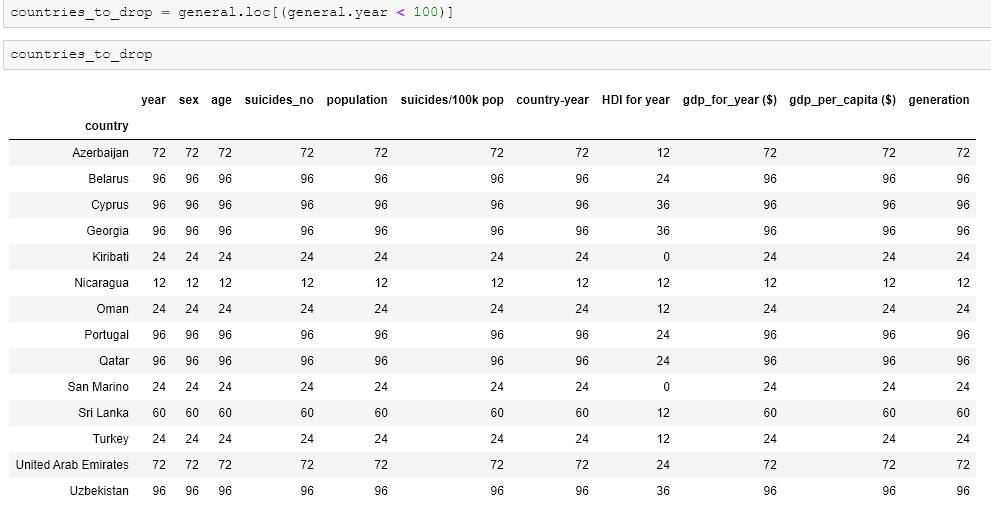 countries_to_drop = general.loc[(general.year < 100)]
countries_to_drop
year sex age suicides_no population suicides/100k pop country-year HDI for year gdp_for_year ($) gdp_per_capita ($) generation
country
Azerbaijan 72 72 72 72 72 72 72 12 72 72 72
Belarus 96 96 96 96 96 96 96 24 96 96 96
Cyprus 96 96 96 96 96 96 96 36 96 96 96
Georgia 96 96 96 96 96 96 96 36 96 96 96
Kiribati 24 24 24 24 24 24 24 0 24 24 24
Nicaragua 12 12 12 12 12 12 12 12 12 12 12
Oman 24 24 24 24 24 24 24 12 24 24 24
Portugal 96 96 96 96 96 96 96 24 96 96 96
Qatar 96 96 96 96 96 96 96 24 96 96 96
San Marino 24 24 24 24 24 24 24 0 24 24 24
Sri Lanka 60 60 60 60 60 60 60 12 60 60 60
Turkey 24 24 24 24 24 24 24 12 24 24 24
United Arab Emirates 72 72 72 72 72 72 72 24 72 72 72
Uzbekistan 96 96 96 96 96 96 96 36 96 96 96